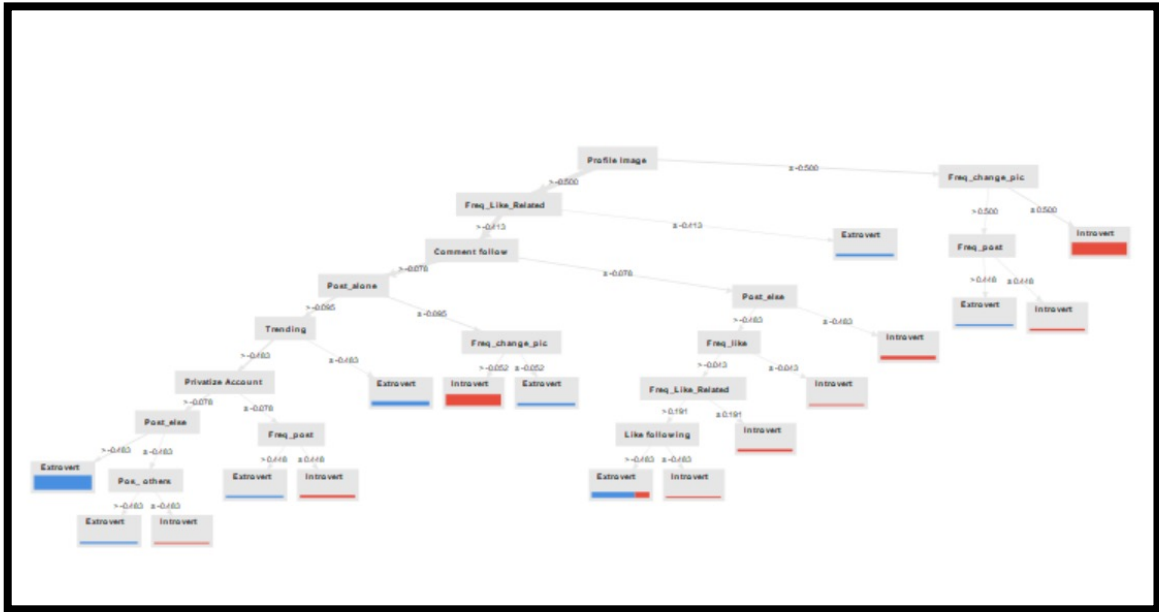 Profile Image
≤ -0.500
> -0.500
Freq_change_pic
Freq_Like_Related
> 0.500
≤ 0.500
> -0.413
≤ -0.413
Extrovert
Introvert
Comment follow
Freq_post
> -0.078
≤ -0.078
> 0.448
≤ 0.448
Post_alone
Post_else
Extrovert
Introvert
> -0.095
≤ -0.095
> -0.483
≤ -0.483
Trending
Freq_change_pic
Freq_like
Introvert
> -0.483
≤ -0.483
> -0.052
≤ -0.052
> -0.043
≤ -0.043
Privatize Account
Extrovert
Introvert
Extrovert
Freq_Like_Related
Introvert
> -0.078
≤ -0.078
> 0.191
≤ 0.191
Post_else
Freq_post
Like following
Introvert
> -0.483
≤ -0.483
> 0.448
≤ 0.448
> -0.483
≤ -0.483
Extrovert
Pos_ others
Extrovert
Introvert
Extrovert
Introvert
> -0.483
≤ -0.483
Extrovert
Introvert